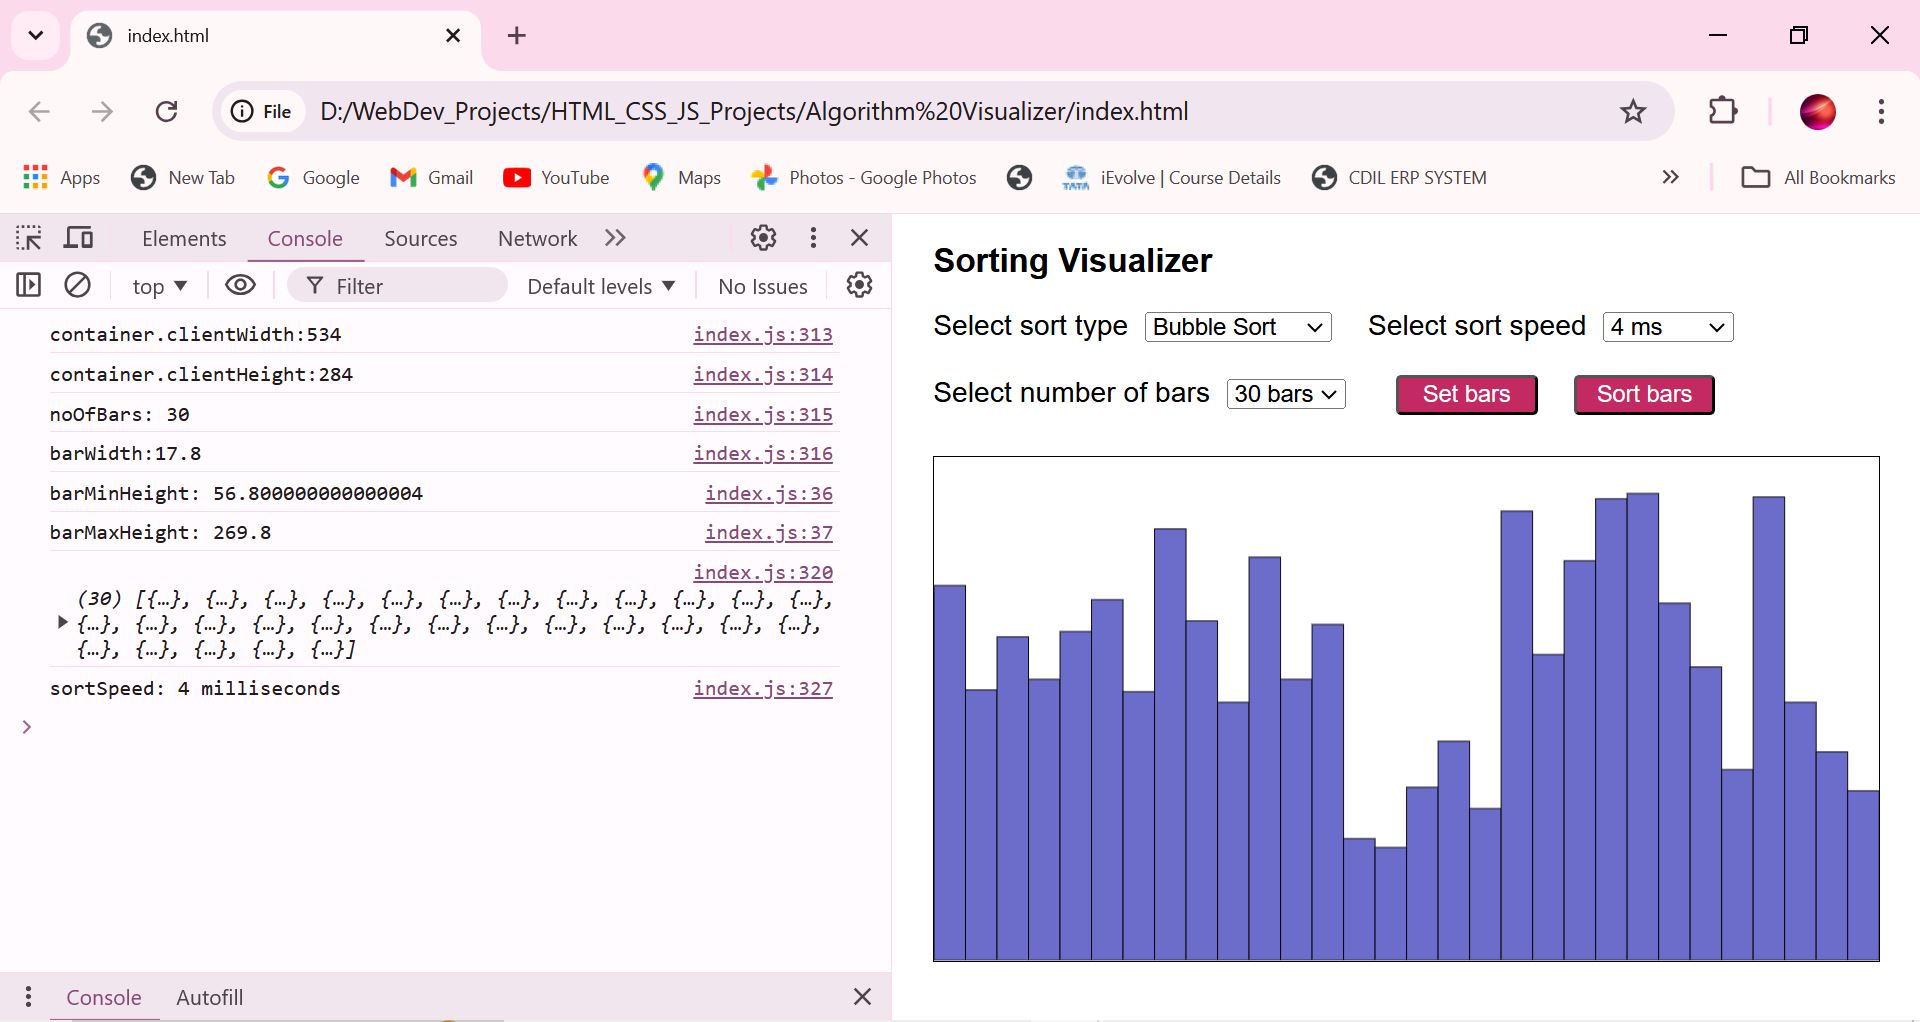 index.html
File D:/WebDev_Projects/HTML_CSS_JS_Projects/Algorithm%20Visualizer/index.html
Apps New Tab Google Gmail YouTube Maps Photos - Google Photos TATA iEvolve | Course Details CDIL ERP SYSTEM All Bookmarks
Elements Console Sources Network
top Filter Default levels No Issues
container.clientWidth:534 index.js:313
container.clientHeight:284 index.js:314
noOfBars: 30 index.js:315
barWidth:17.8 index.js:316
barMinHeight: 56.800000000000004 index.js:36
barMaxHeight: 269.8 index.js:37
index.js:320
(30) [{…}, {…}, {…}, {…}, {…}, {…}, {…}, {…}, {…}, {…}, {…}, {…},
{…}, {…}, {…}, {…}, {…}, {…}, {…}, {…}, {…}, {…}, {…}, {…}, {…},
{…}, {…}, {…}, {…}, {…}]
sortSpeed: 4 milliseconds index.js:327
Console Autofill
Sorting Visualizer
Select sort type Bubble Sort Select sort speed 4 ms
Select number of bars 30 bars Set bars Sort bars